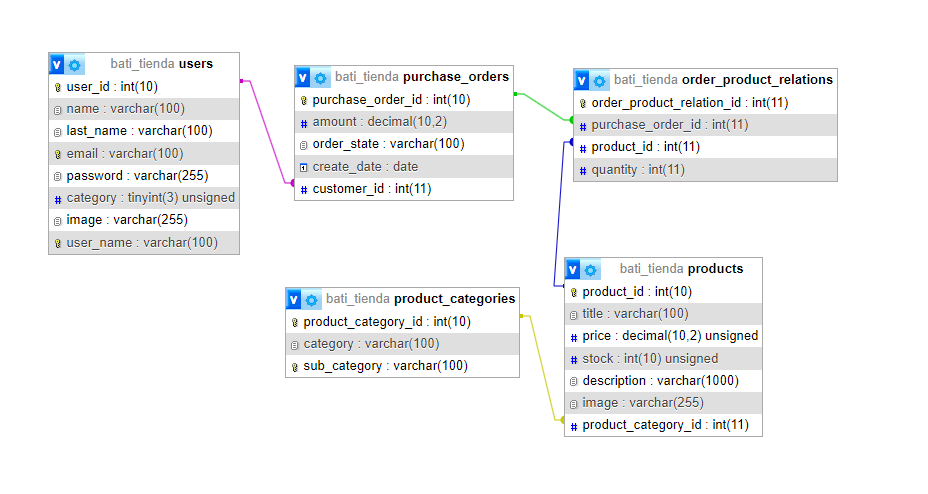 bati_tienda users
user_id : int(10)
name : varchar(100)
last_name : varchar(100)
email : varchar(100)
password : varchar(255)
category : tinyint(3) unsigned
image : varchar(255)
user_name : varchar(100)
bati_tienda purchase_orders
purchase_order_id : int(10)
amount : decimal(10,2)
order_state : varchar(100)
create_date : date
customer_id : int(11)
bati_tienda order_product_relations
order_product_relation_id : int(11)
purchase_order_id : int(11)
product_id : int(11)
quantity : int(11)
bati_tienda product_categories
product_category_id : int(10)
category : varchar(100)
sub_category : varchar(100)
bati_tienda products
product_id : int(10)
title : varchar(100)
price : decimal(10,2) unsigned
stock : int(10) unsigned
description : varchar(1000)
image : varchar(255)
product_category_id : int(11)